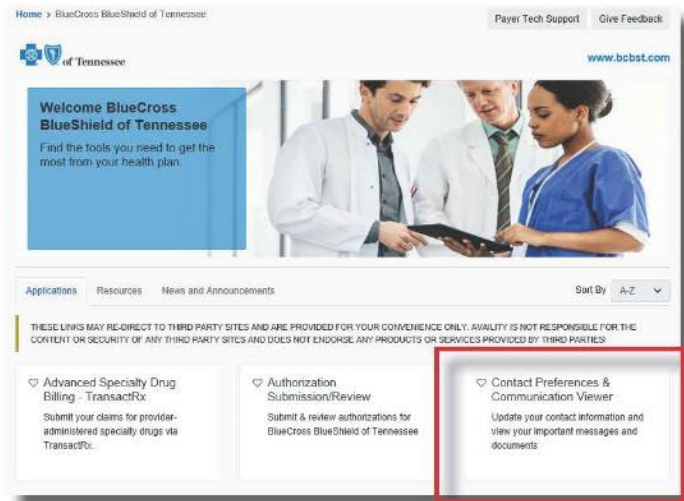 Home > BlueCross BlueShield of Tennessee
Payer Tech Support
Give Feedback
of Tennessee
www.bcbst.com
Welcome BlueCross
BlueShield of Tennessee
Find the tools you need to get the
most from your health plan.
Applications
Resources
News and Announcements
Sort By
A-Z
THESE LINKS MAY RE-DIRECT TO THIRD PARTY SITES AND ARE PROVIDED FOR YOUR CONVENIENCE ONLY. AVAILITY IS NOT RESPONSIBLE FOR THE
CONTENT OR SECURITY OF ANY THIRD PARTY SITES AND DOES NOT ENDORSE ANY PRODUCTS OR SERVICES PROVIDED BY THIRD PARTIES!
Advanced Specialty Drug
Billing - TransactRx
Submit your claims for provider-
administered specialty drugs via
TransactRx.
Authorization
Submission/Review
Submit & review authorizations for
BlueCross BlueShield of Tennessee
Contact Preferences &
Communication Viewer
Update your contact information and
view your important messages and
documents